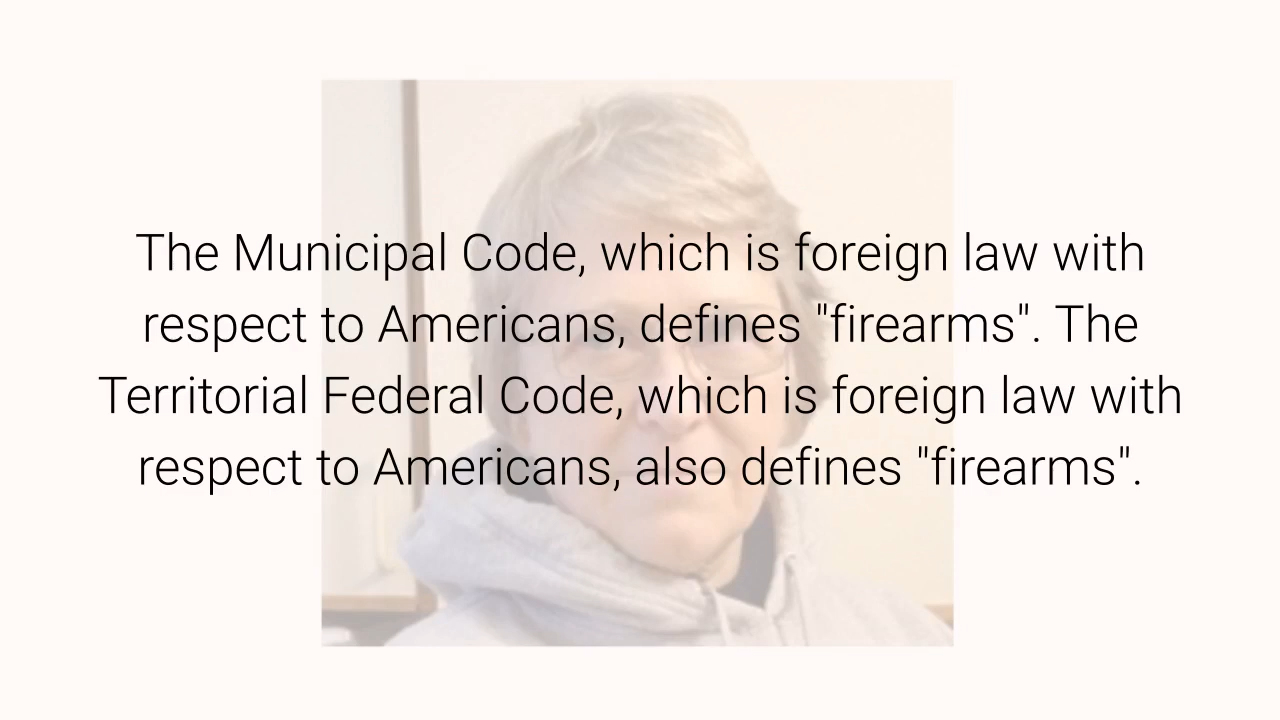 The Municipal Code, which is foreign law with
respect to Americans, defines "firearms". The
Territorial Federal Code, which is foreign law with
respect to Americans, also defines "firearms".